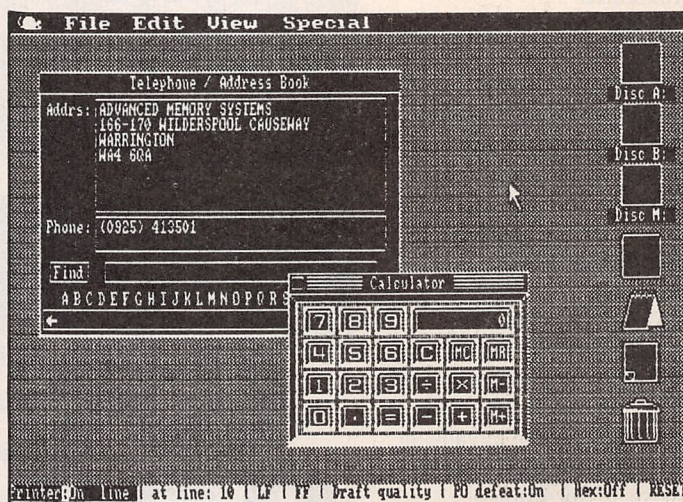 File Edit View Special
Telephone / Address Book
Addrs: ADVANCED MEMORY SYSTEMS
166-170 WILDERSPOOL CAUSEWAY
WARRINGTON
WA4 6QA
Phone: (0925) 413501
Find
ABCDEFGHIJKLMNOPQRS
Disc A:
Disc B:
Disc M:
Calculator
7 8 9 0
4 5 6 C MC MR
1 2 3 ÷ × M-
0 . = - + M+
Printer:On line | at line: 10 | LF | FF | Draft quality | PO defeat:On | Hex:Off | RESE